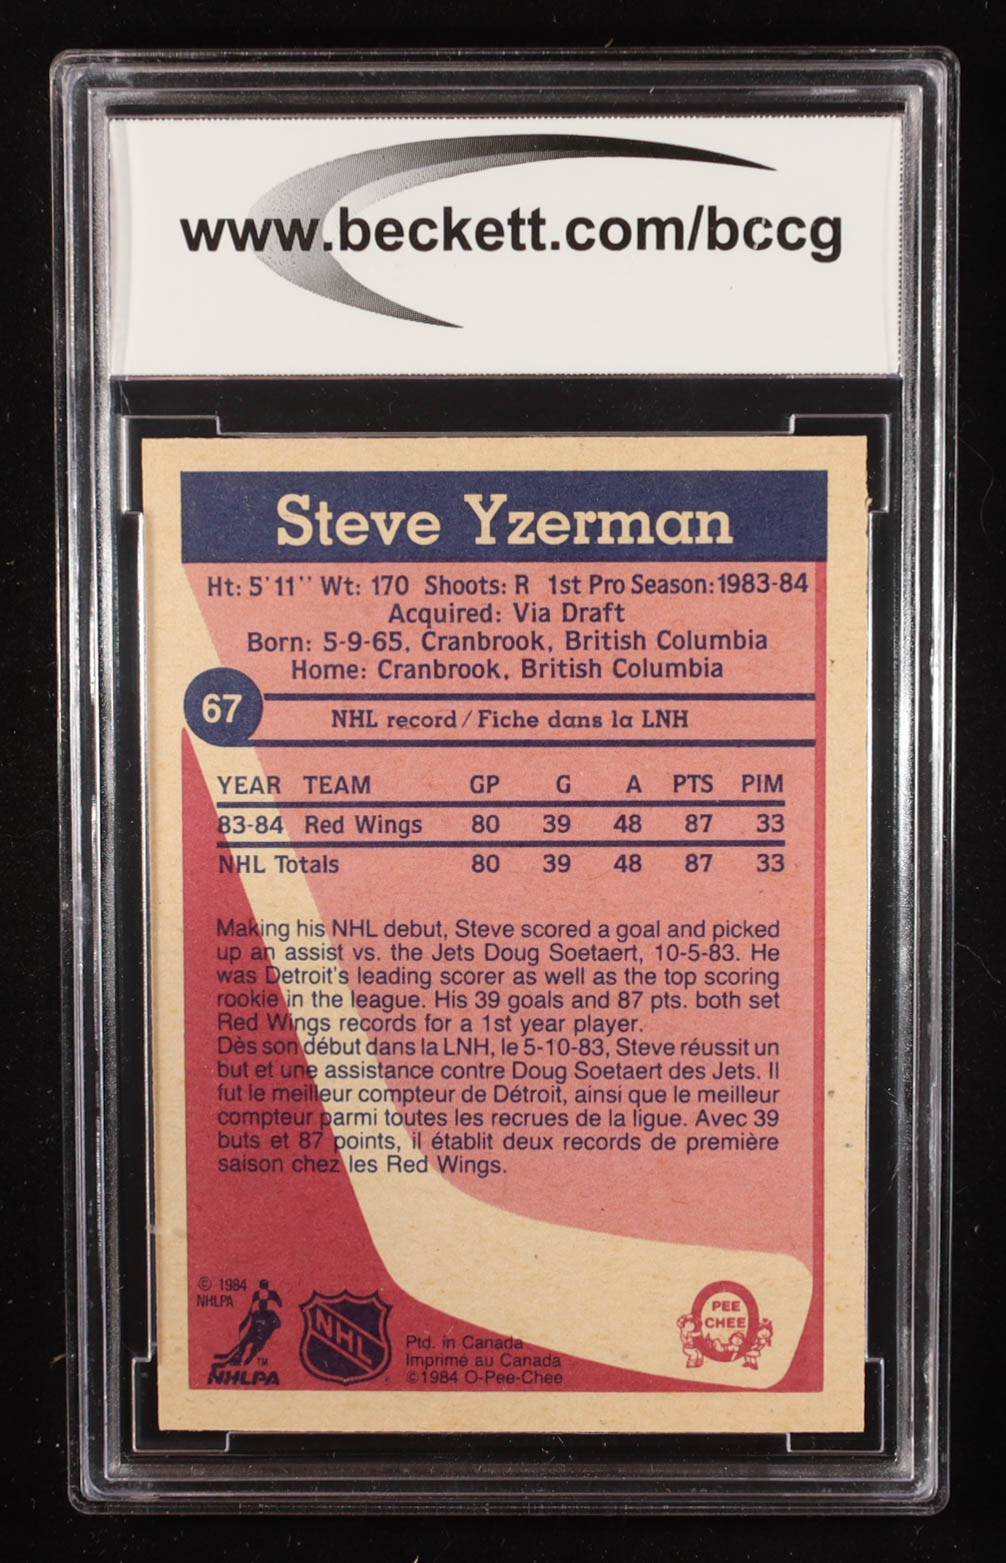 www.beckett.com/bccg
Steve Yzerman
Ht: 5'11" Wt: 170 Shoots: R 1st Pro Season: 1983-84
Acquired: Via Draft
Born: 5-9-65, Cranbrook, British Columbia
Home: Cranbrook, British Columbia
67
NHL record/Fiche dans la LNH
YEAR TEAM GP G A PTS PIM
83-84 Red Wings 80 39 48 87 33
NHL Totals 80 39 48 87 33
Making his NHL debut, Steve scored a goal and picked
up an assist vs. the Jets Doug Soetaert, 10-5-83. He
was Detroit's leading scorer as well as the top scoring
rookie in the league. His 39 goals and 87 pts. both set
Red Wings records for a 1st year player.
Dès son début dans la LNH, le 5-10-83, Steve réussit un
but et une assistance contre Doug Soetaert des Jets. Il
fut le meilleur compteur de Détroit, ainsi que le meilleur
compteur parmi toutes les recrues de la ligue. Avec 39
buts et 87 points, il établit deux records de première
saison chez les Red Wings.
© 1984
NHLPA
NHLPA
TM
NHL
®
Ptd. in Canada
Imprimé au Canada
©1984 O-Pee-Chee
PEE
CHEE